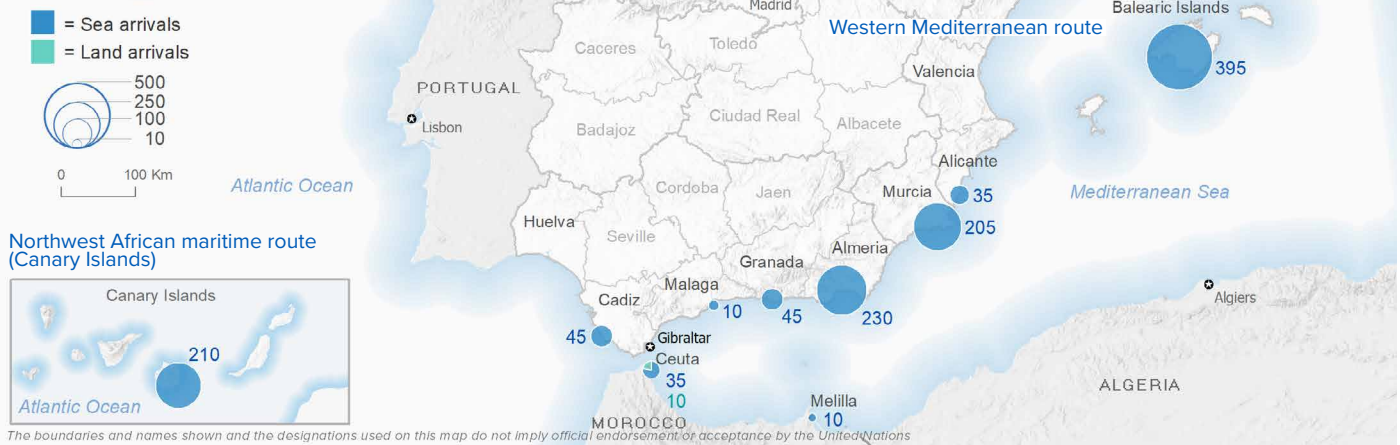 = Sea arrivals
= Land arrivals
500
250
100
10
0 100 Km
Northwest African maritime route
(Canary Islands)
Canary Islands
210
Atlantic Ocean
Atlantic Ocean
PORTUGAL
Lisbon
Madrid
Caceres
Toledo
Western Mediterranean route
Balearic Islands
395
Valencia
Badajoz
Ciudad Real
Albacete
Alicante
35
Cordoba
Jaen
Murcia
205
Mediterranean Sea
Huelva
Seville
Almeria
230
Granada
45
Malaga
10
Cadiz
45
Gibraltar
Ceuta
35
10
Melilla
10
MOROCCO
Algiers
ALGERIA
The boundaries and names shown and the designations used on this map do not imply official endorsement or acceptance by the United Nations